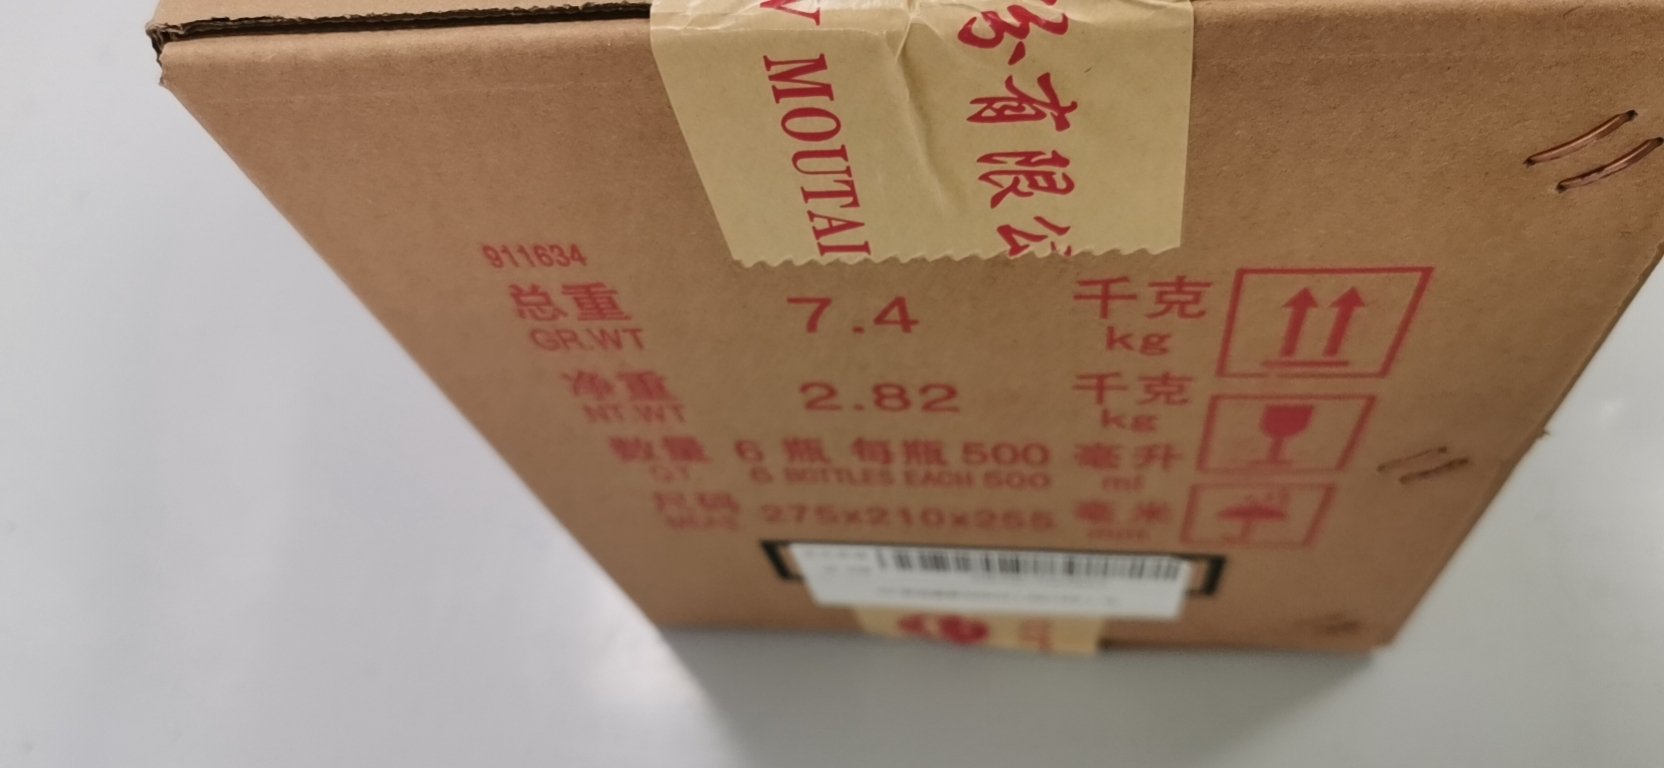 MOUTAI
有限公
911634
总重 7.4 千克
GR.WT kg
净重 2.82 千克
NT.WT kg
数量 6 瓶 每瓶 500 毫升
QT. 6 BOTTLES EACH 500 ml
尺码 275x210x255 毫米
mm